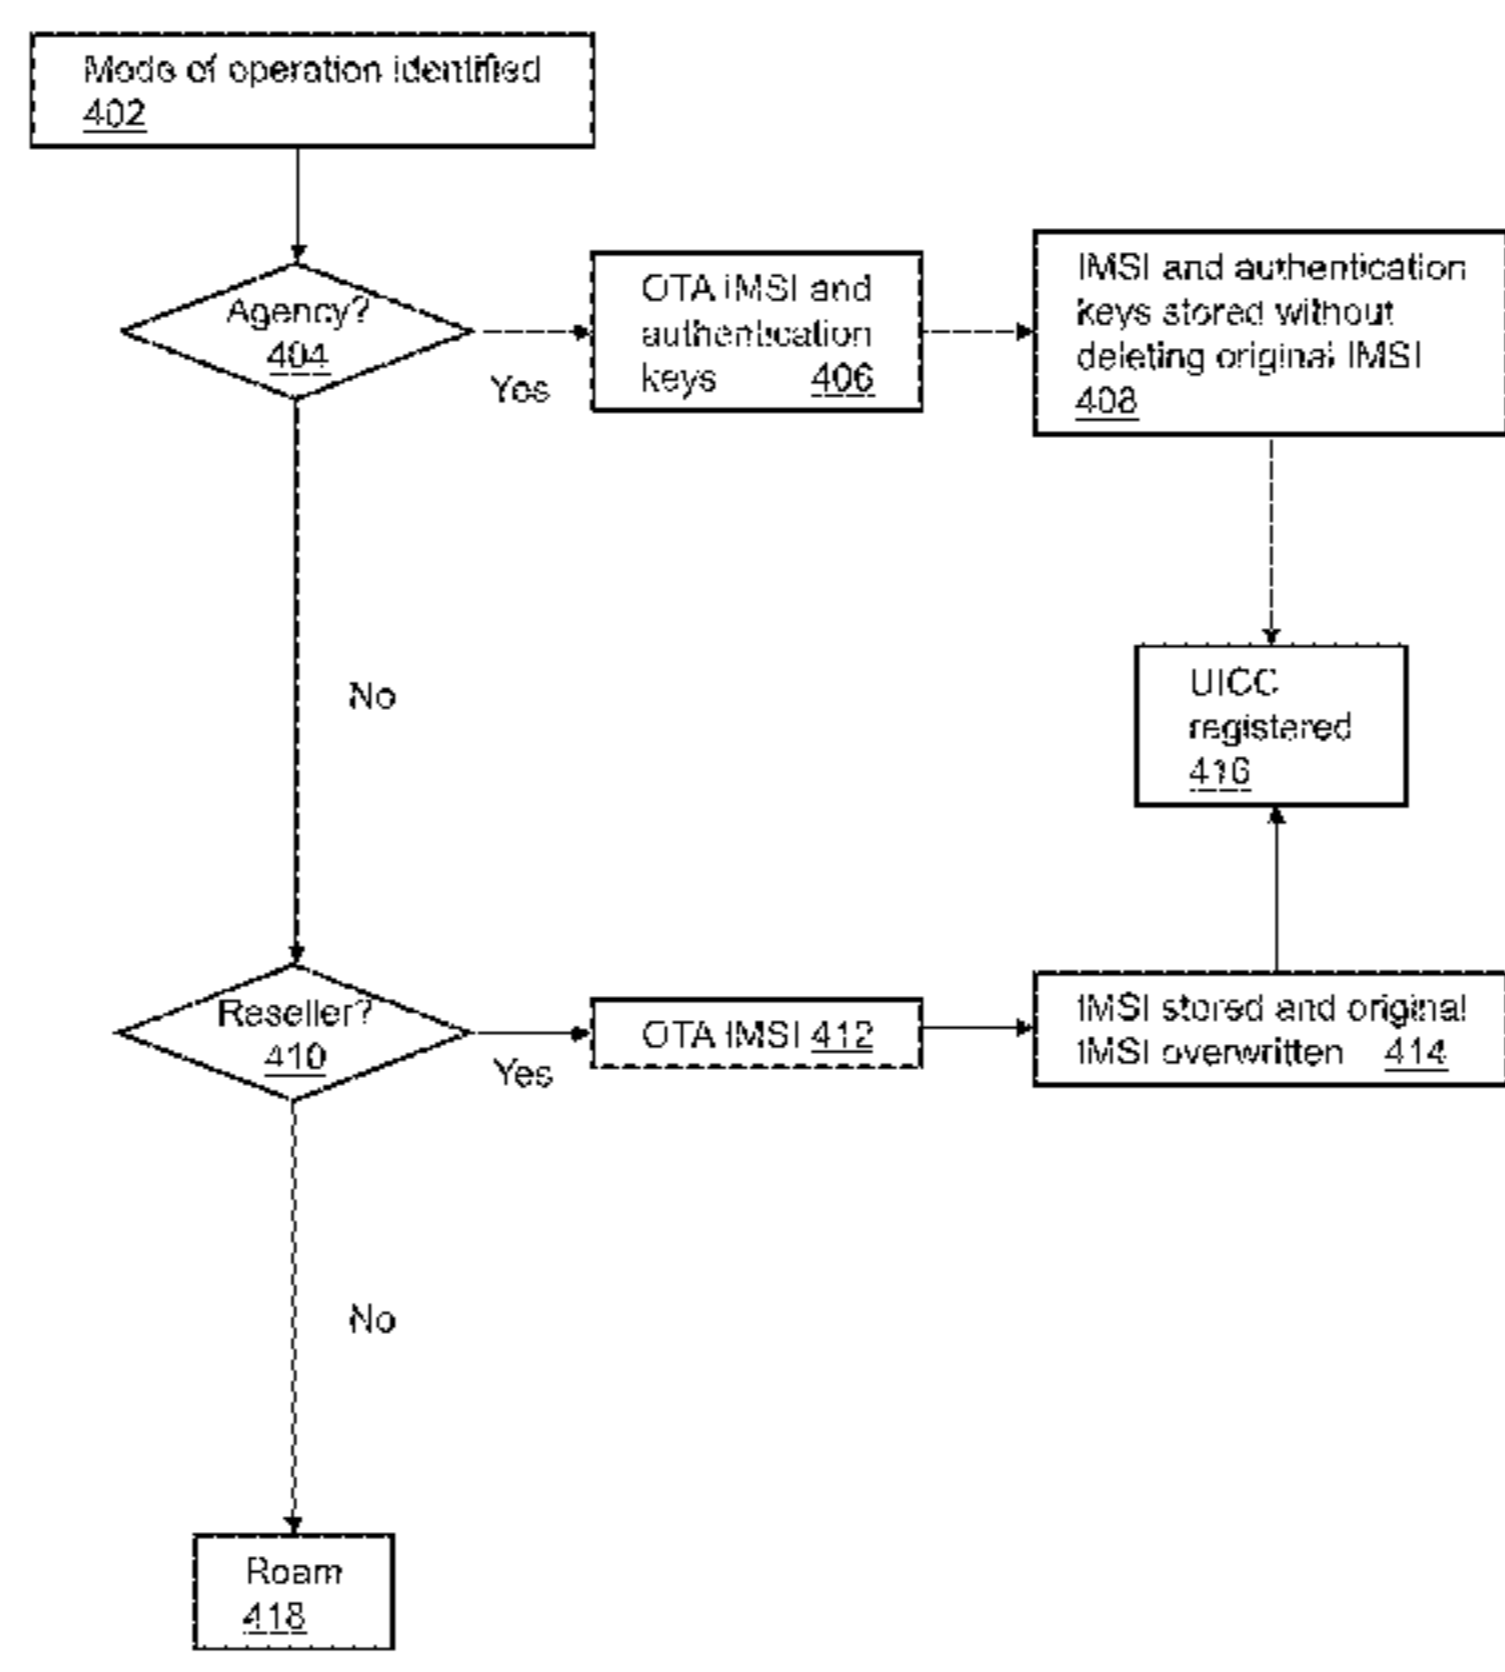 Mode of operation identified
402
Agency?
404
Yes
OTA IMSI and
authentication
keys 406
IMSI and authentication
keys stored without
deleting original IMSI
408
No
UICC
registered
416
Reseller?
410
Yes
OTA IMSI 412
IMSI stored and original
IMSI overwritten 414
No
Roam
418